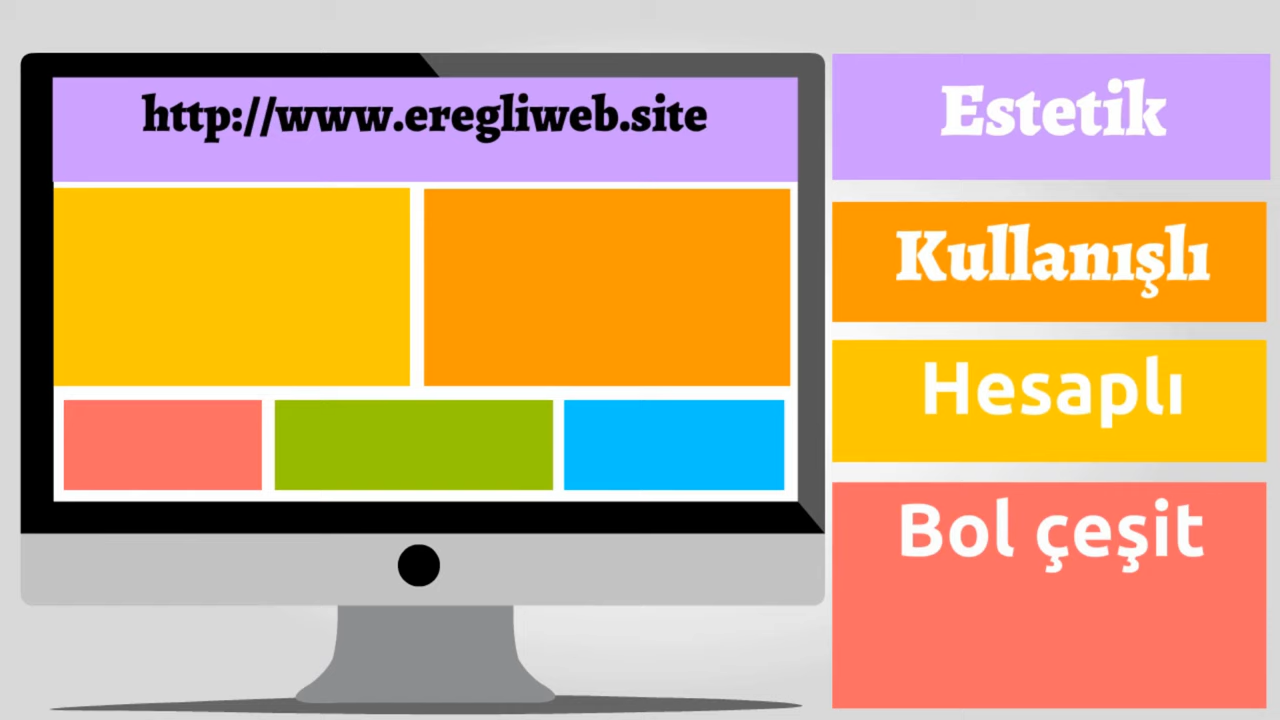 http://www.eregliweb.site
Estetik
Kullanışlı
Hesaplı
Bol çeşit